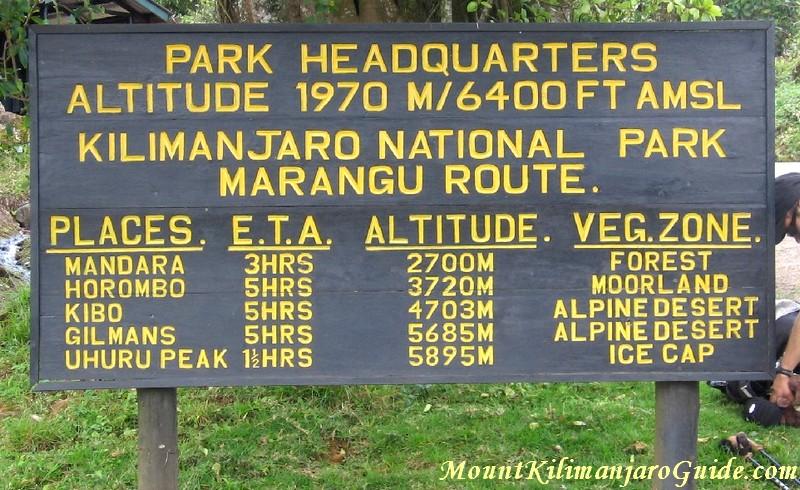 PARK HEADQUARTERS
ALTITUDE 1970 M/6400 FT AMSL
KILIMANJARO NATIONAL PARK
MARANGU ROUTE.
PLACES. E.T.A. ALTITUDE. VEG.ZONE.
MANDARA 3HRS 2700M FOREST
HOROMBO 5HRS 3720M MOORLAND
KIBO 5HRS 4703M ALPINE DESERT
GILMANS 5HRS 5685M ALPINE DESERT
UHURU PEAK 1½HRS 5895M ICE CAP
MountKilimanjaroGuide.com